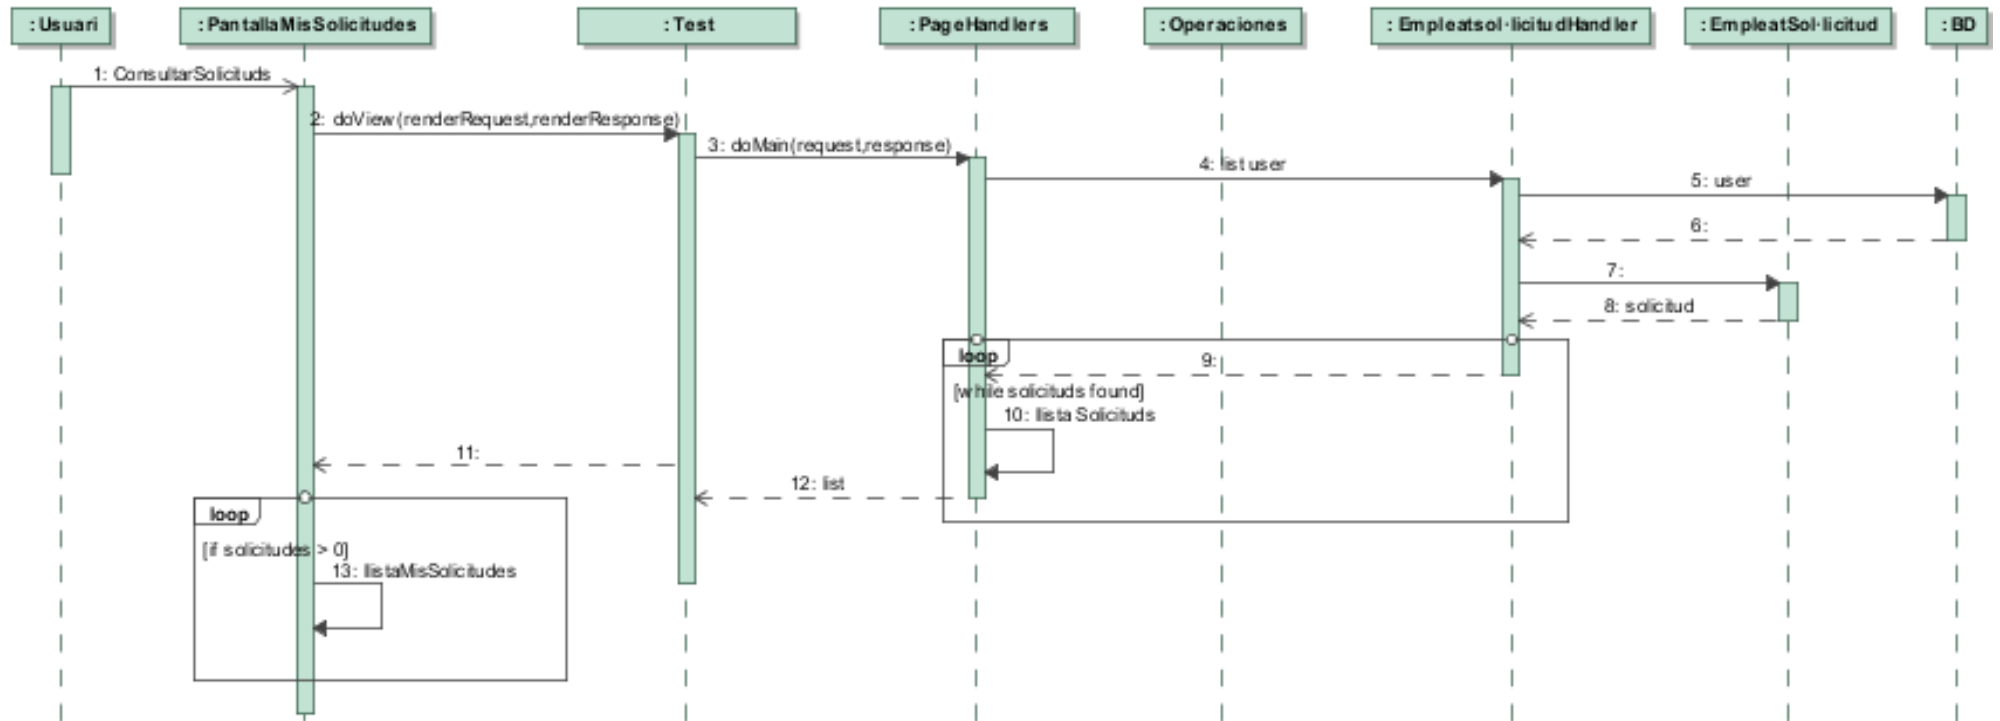 : Usuari
: PantallaMisSolicitudes
: Test
: PageHandlers
: Operaciones
: Empleatsol·licitudHandler
: EmpleatSol·licitud
: BD
1: ConsultarSolicituds
2: doView(renderRequest,renderResponse)
3: doMain(request,response)
4: list user
5: user
6:
7:
8: solicitud
loop
9:
[while solicituds found]
10: llista Solicituds
11:
12: list
loop
[if solicitudes > 0]
13: llistaMisSolicitudes